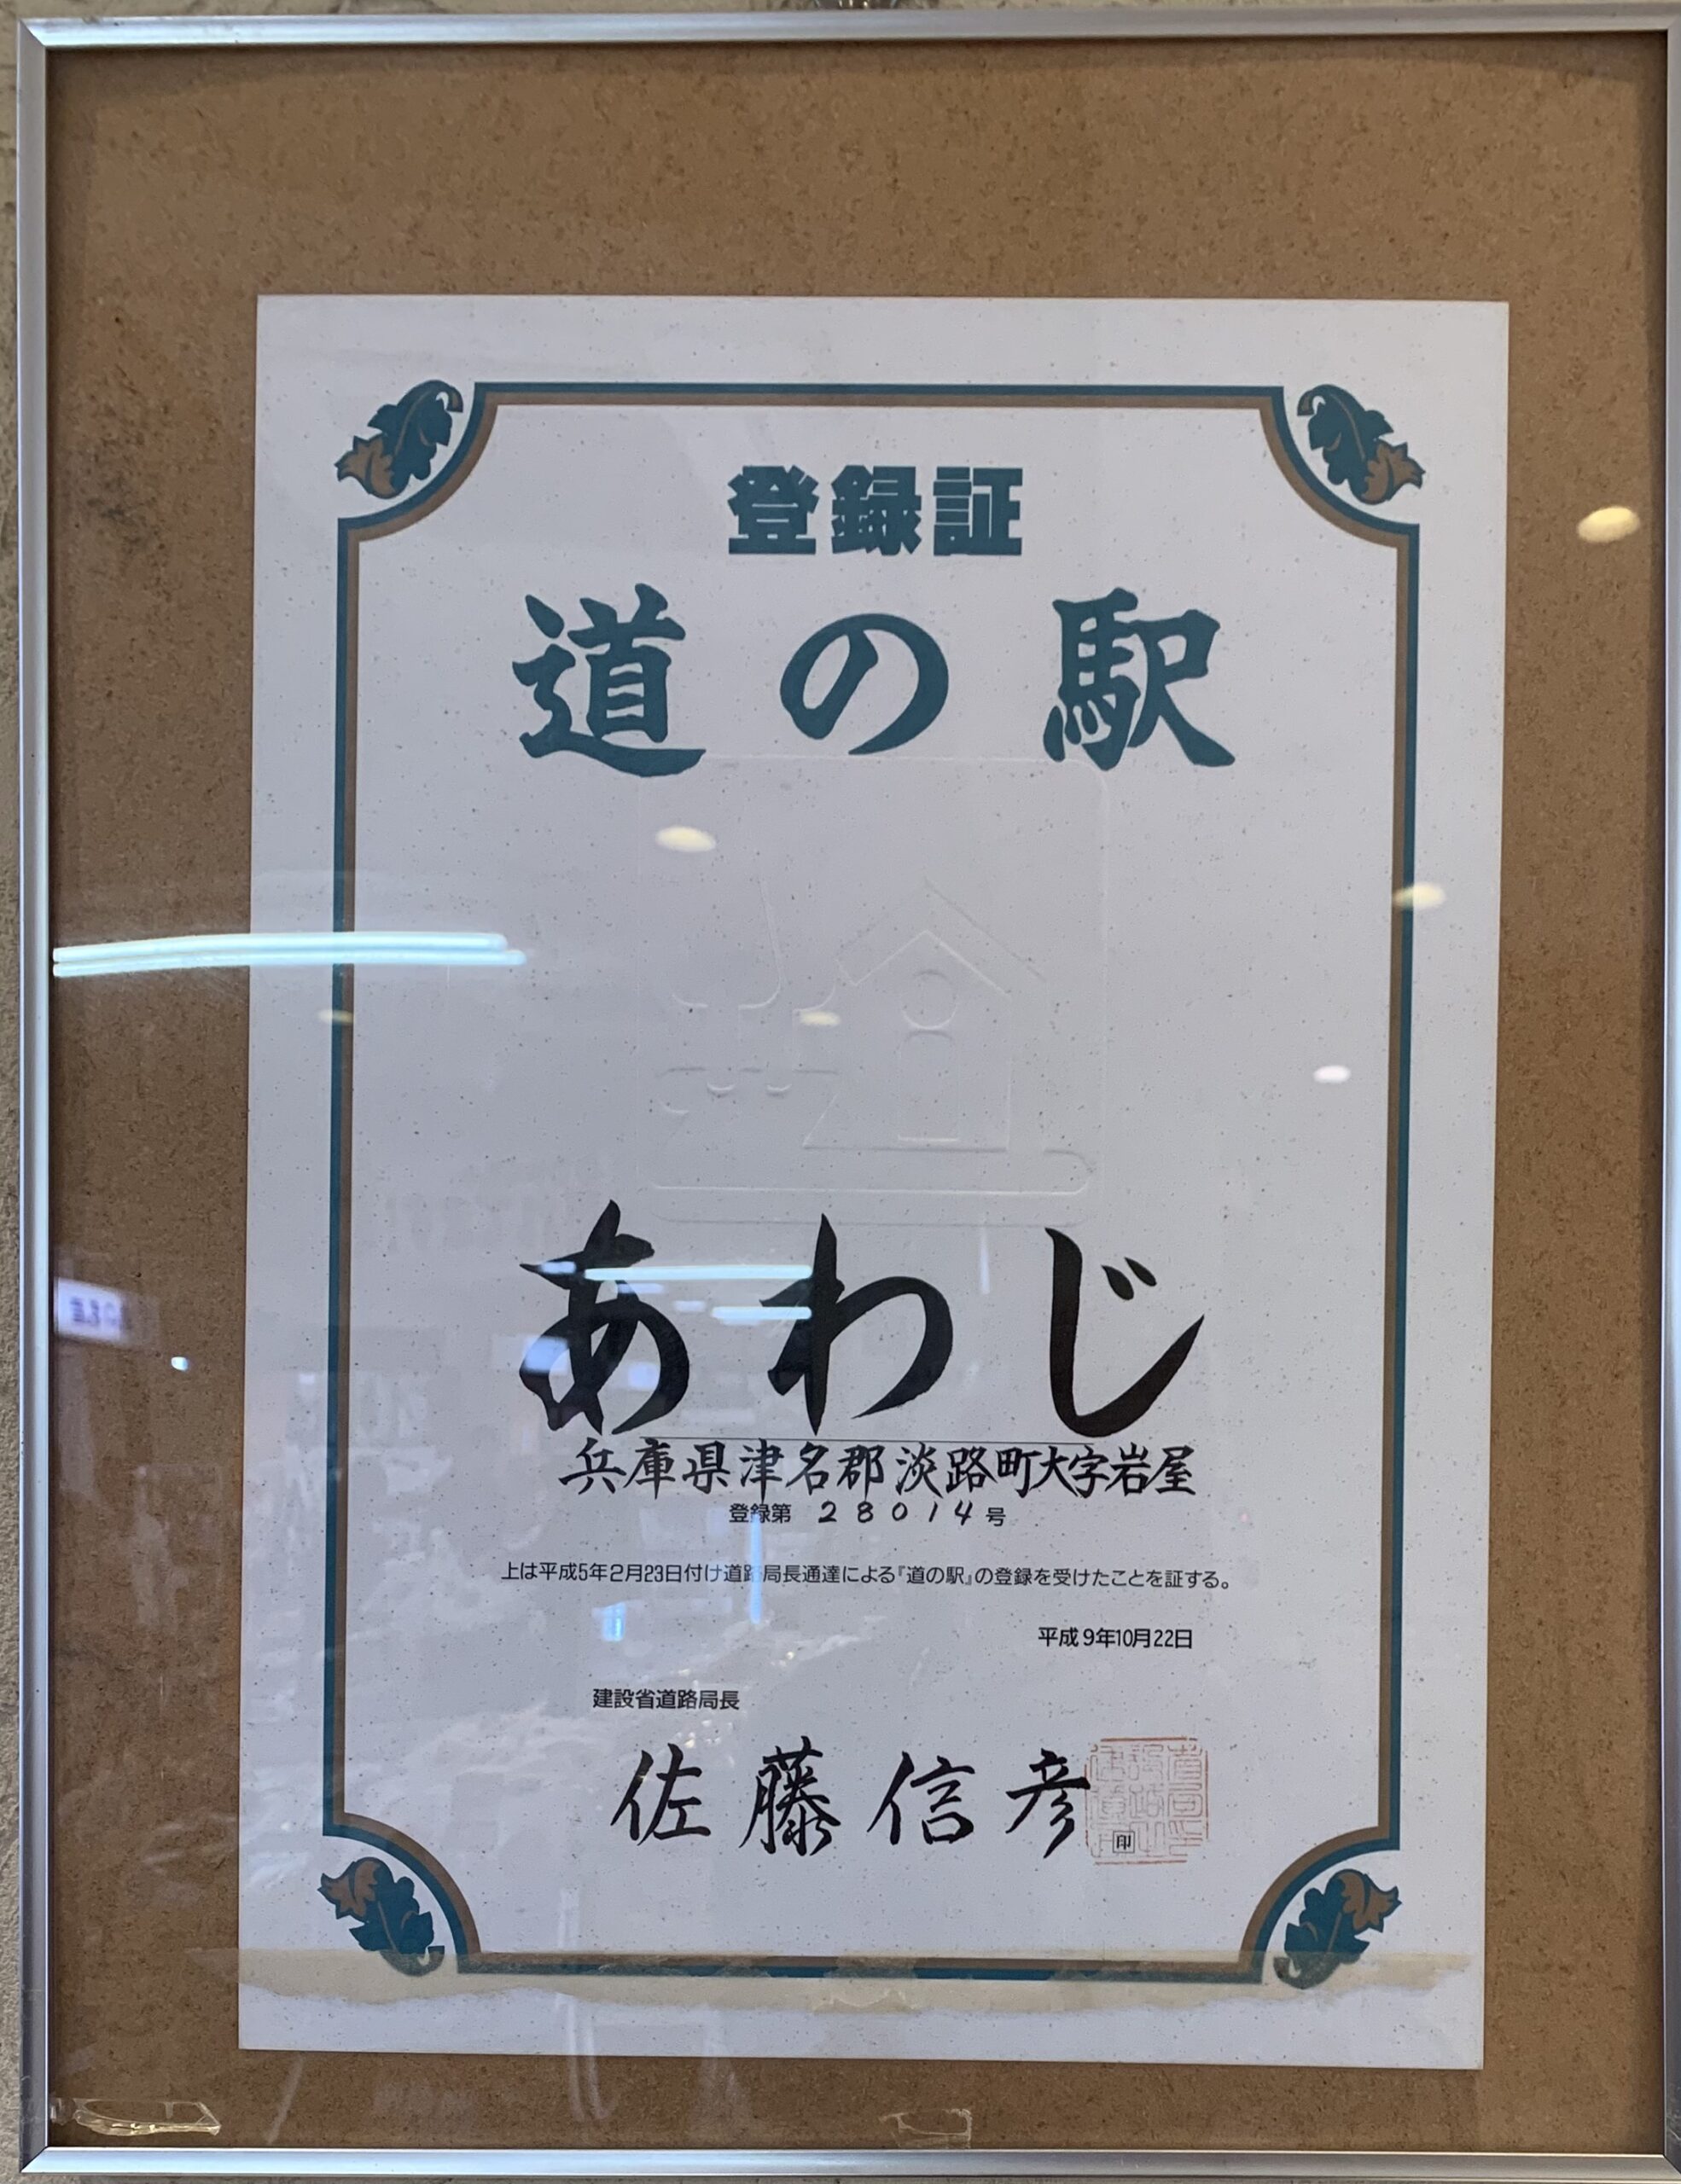 登録証
道の駅
あわじ
兵庫県津名郡淡路町大字岩屋
登録第 28014号
上は平成5年2月23日付け道路局長通達による『道の駅』の登録を受けたことを証する。
平成9年10月22日
建設省道路局長
佐藤信彦
印